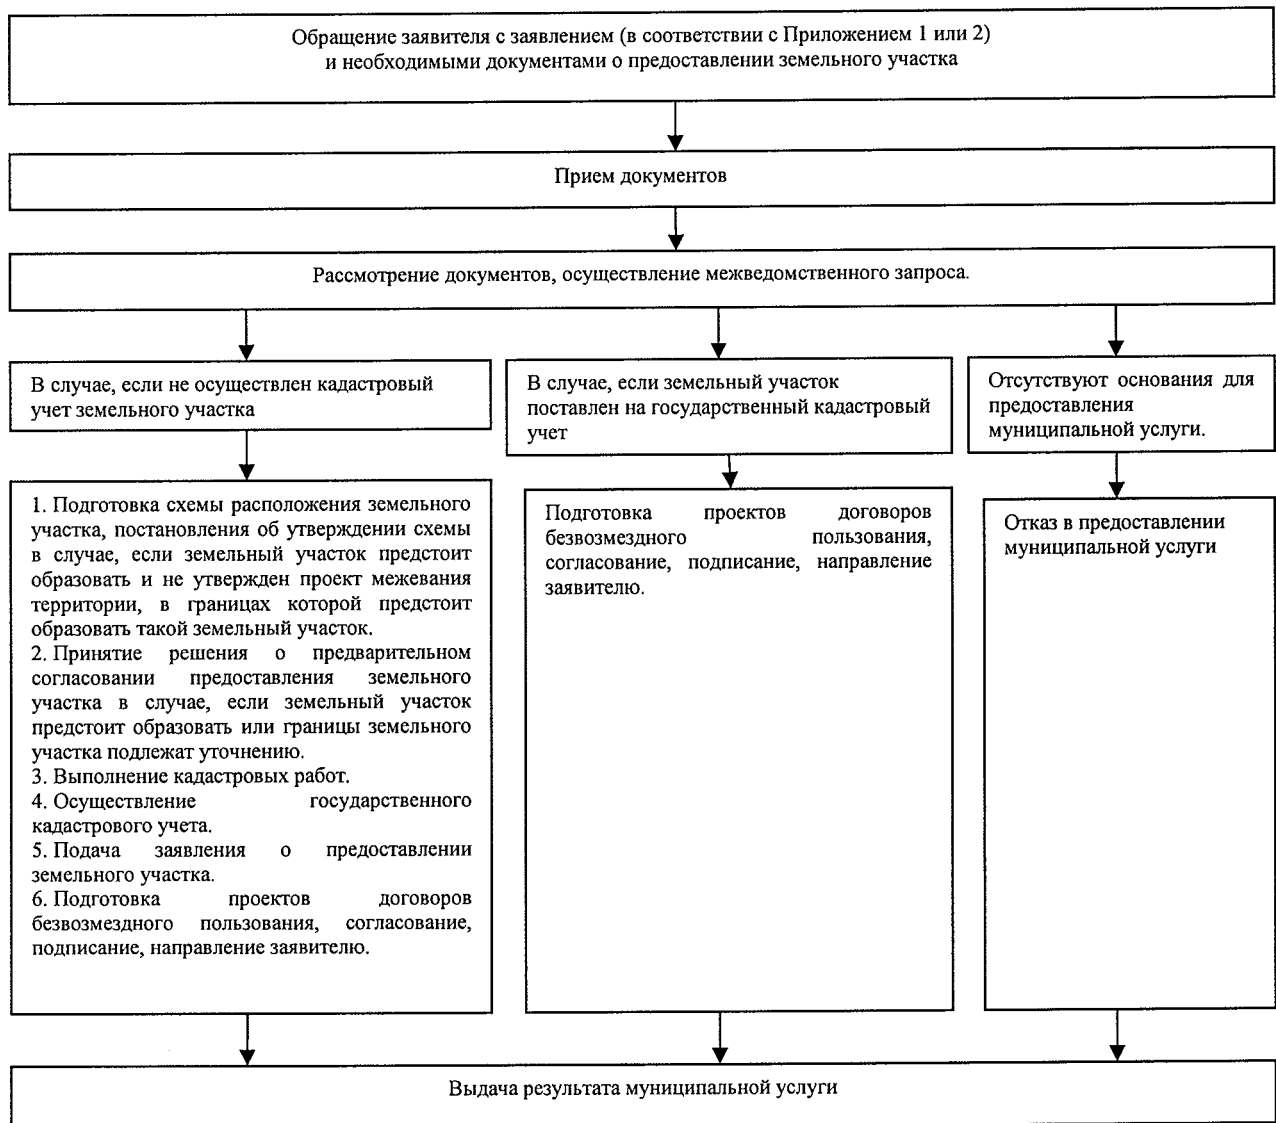 Обращение заявителя с заявлением (в соответствии с Приложением 1 или 2)
и необходимыми документами о предоставлении земельного участка
Прием документов
Рассмотрение документов, осуществление межведомственного запроса.
В случае, если не осуществлен кадастровый
учет земельного участка
В случае, если земельный участок
поставлен на государственный кадастровый
учет
Отсутствуют основания для
предоставления
муниципальной услуги.
1. Подготовка схемы расположения земельного
участка, постановления об утверждении схемы
в случае, если земельный участок предстоит
образовать и не утвержден проект межевания
территории, в границах которой предстоит
образовать такой земельный участок.
2. Принятие решения о предварительном
согласовании предоставления земельного
участка в случае, если земельный участок
предстоит образовать или границы земельного
участка подлежат уточнению.
3. Выполнение кадастровых работ.
4. Осуществление государственного
кадастрового учета.
5. Подача заявления о предоставлении
земельного участка.
6. Подготовка проектов договоров
безвозмездного пользования, согласование,
подписание, направление заявителю.
Подготовка проектов договоров
безвозмездного пользования,
согласование, подписание, направление
заявителю.
Отказ в предоставлении
муниципальной услуги
Выдача результата муниципальной услуги